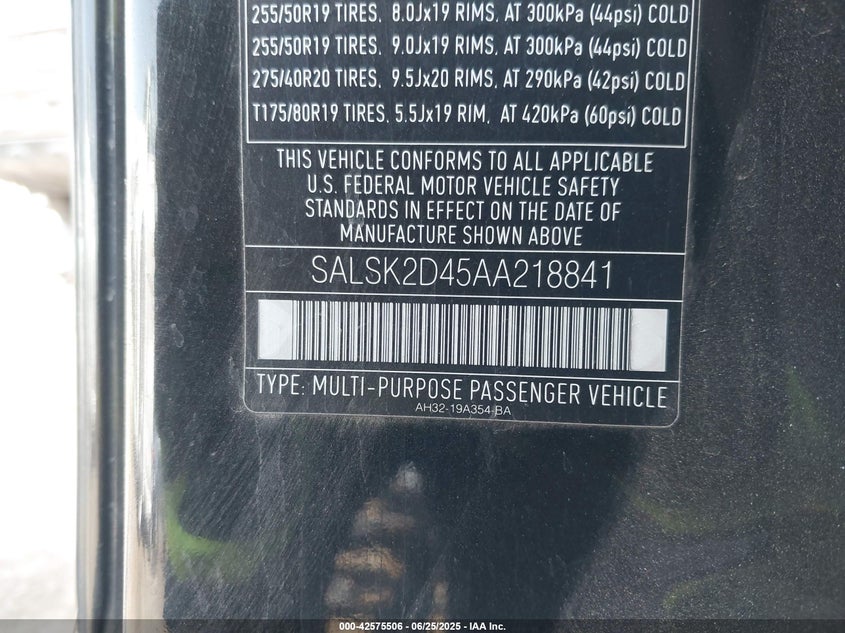 255/50R19 TIRES, 8.0Jx19 RIMS, AT 300kPa (44psi) COLD
255/50R19 TIRES, 9.0Jx19 RIMS, AT 300kPa (44psi) COLD
275/40R20 TIRES, 9.5Jx20 RIMS, AT 290kPa (42psi) COLD
T175/80R19 TIRES, 5.5Jx19 RIM, AT 420kPa (60psi) COLD
THIS VEHICLE CONFORMS TO ALL APPLICABLE
U.S. FEDERAL MOTOR VEHICLE SAFETY
STANDARDS IN EFFECT ON THE DATE OF
MANUFACTURE SHOWN ABOVE
SALSK2D45AA218841
TYPE: MULTI-PURPOSE PASSENGER VEHICLE
AH32-19A354-BA
000-42575506 - 06/25/2025 - IAA Inc.